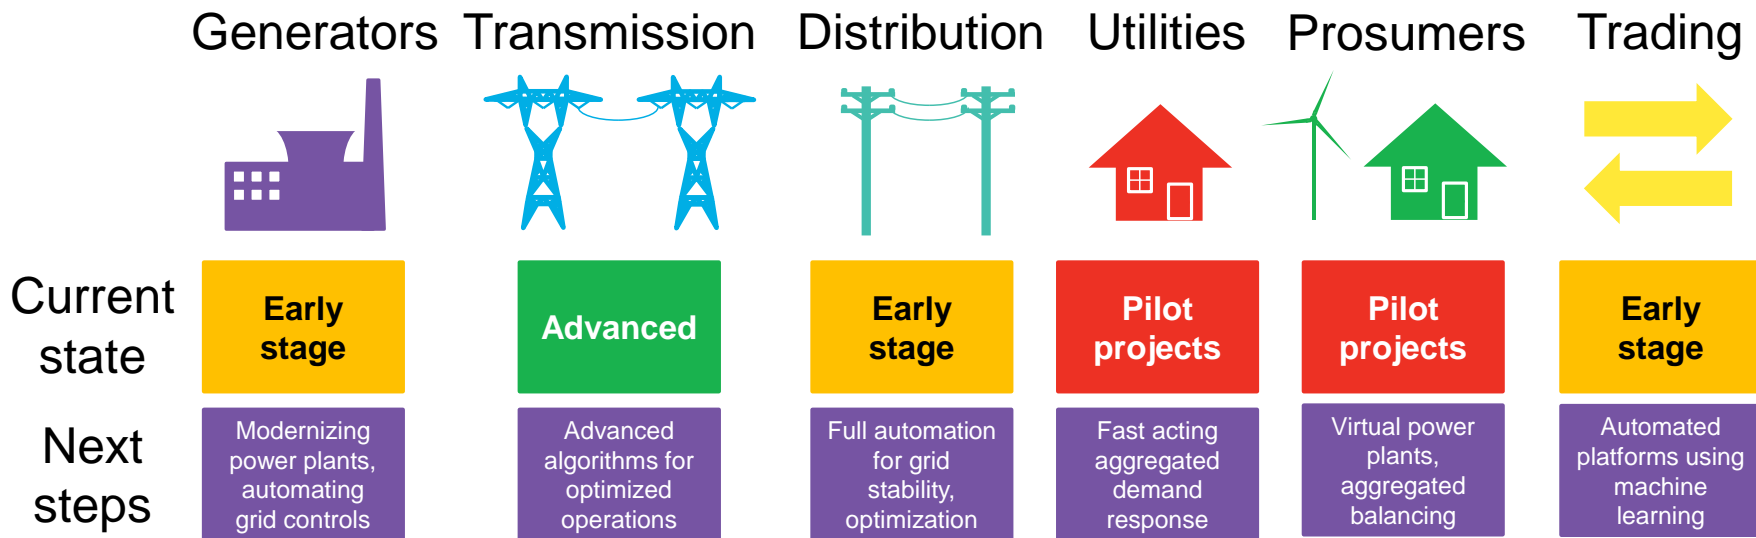 Generators Transmission Distribution Utilities Prosumers Trading
Current
state
Early
stage
Advanced
Early
stage
Pilot
projects
Pilot
projects
Early
stage
Next
steps
Modernizing
power plants,
automating
grid controls
Advanced
algorithms for
optimized
operations
Full automation
for grid
stability,
optimization
Fast acting
aggregated
demand
response
Virtual power
plants,
aggregated
balancing
Automated
platforms using
machine
learning